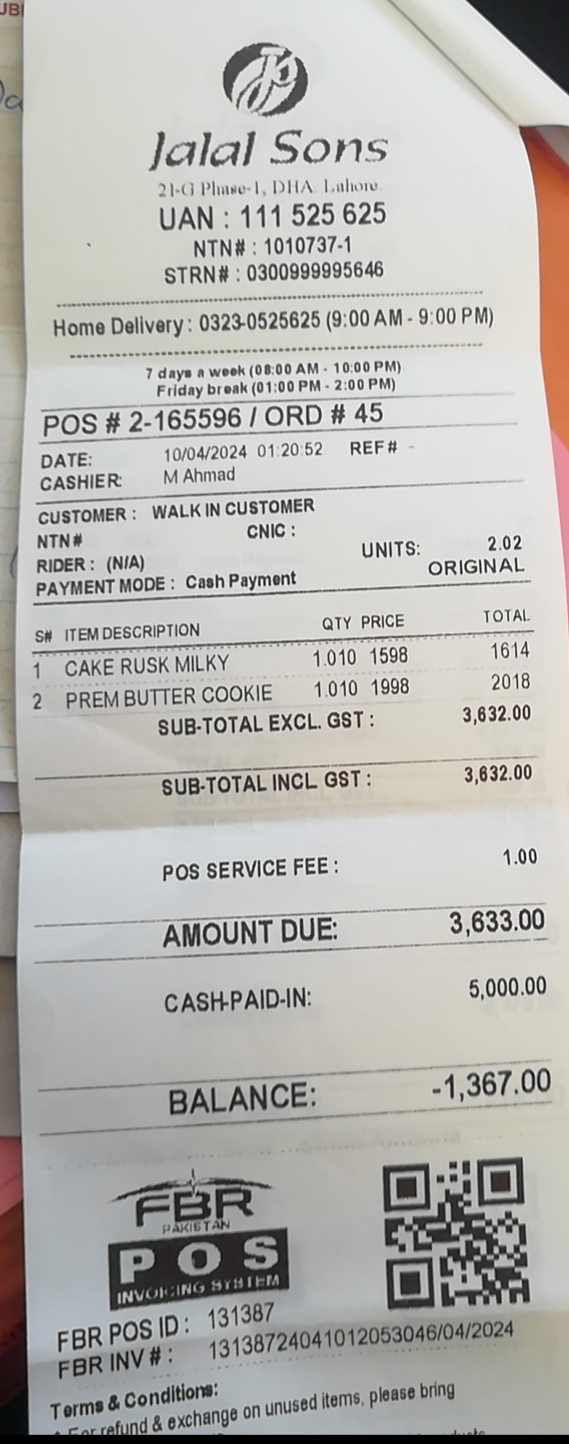 UB
Jalal Sons
21-G Phase-1, DHA. Lahore.
UAN : 111 525 625
NTN# : 1010737-1
STRN# : 0300999995646
Home Delivery : 0323-0525625 (9:00 AM - 9:00 PM)
7 days a week (08:00 AM - 10:00 PM)
Friday break (01:00 PM - 2:00 PM)
POS # 2-165596 / ORD # 45
DATE: 10/04/2024 01:20:52 REF# -
CASHIER: M Ahmad
CUSTOMER : WALK IN CUSTOMER
NTN# CNIC :
RIDER : (N/A) UNITS: 2.02
PAYMENT MODE : Cash Payment ORIGINAL
S# ITEM DESCRIPTION QTY PRICE TOTAL
1 CAKE RUSK MILKY 1.010 1598 1614
2 PREM BUTTER COOKIE 1.010 1998 2018
SUB-TOTAL EXCL. GST : 3,632.00
SUB-TOTAL INCL GST : 3,632.00
POS SERVICE FEE : 1.00
AMOUNT DUE: 3,633.00
CASH-PAID-IN: 5,000.00
BALANCE: -1,367.00
FBR
PAKISTAN
POS
INVOICING SYSTEM
FBR POS ID : 131387
FBR INV # : 13138724041012053046/04/2024
Terms & Conditions:
* For refund & exchange on unused items, please bring